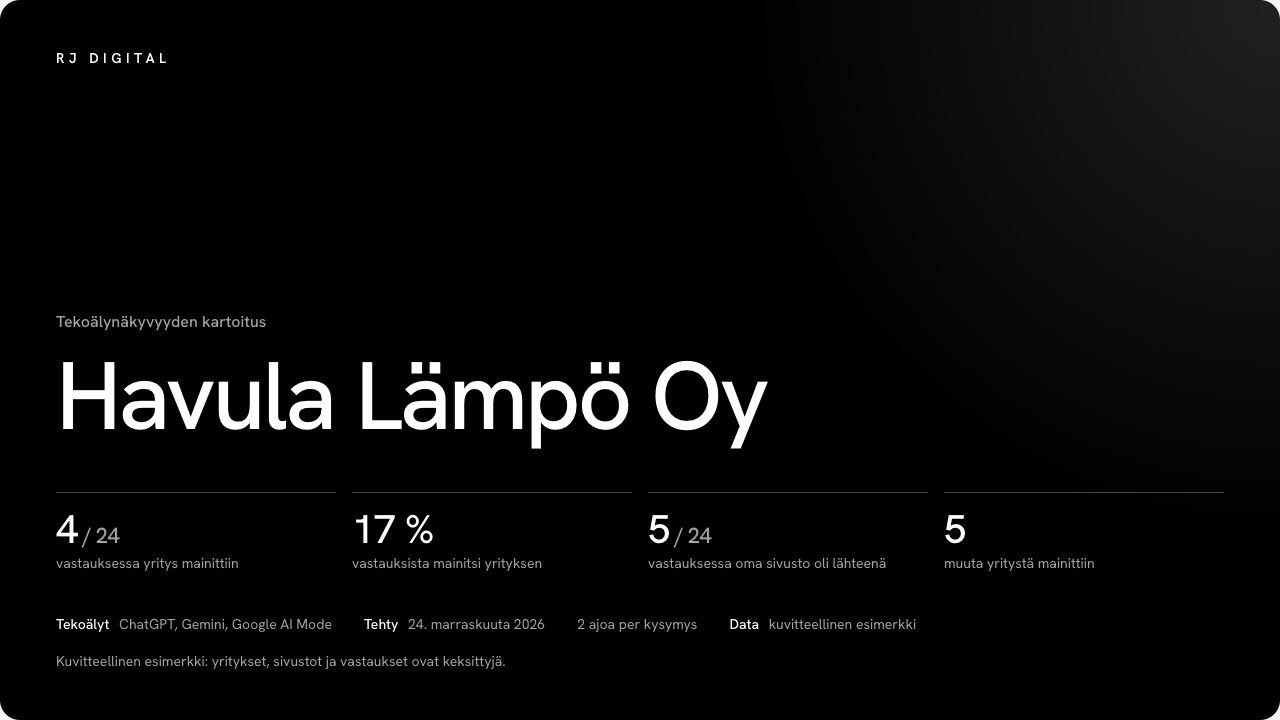 RJ DIGITAL
Tekoälynäkyvyyden kartoitus
Havula Lämpö Oy
4 / 24
vastauksessa yritys mainittiin
17 %
vastauksista mainitsi yrityksen
5 / 24
vastauksessa oma sivusto oli lähteenä
5
muuta yritystä mainittiin
Tekoälyt ChatGPT, Gemini, Google AI Mode Tehty 24. marraskuuta 2026 2 ajoa per kysymys Data kuvitteellinen esimerkki
Kuvitteellinen esimerkki: yritykset, sivustot ja vastaukset ovat keksittyjä.